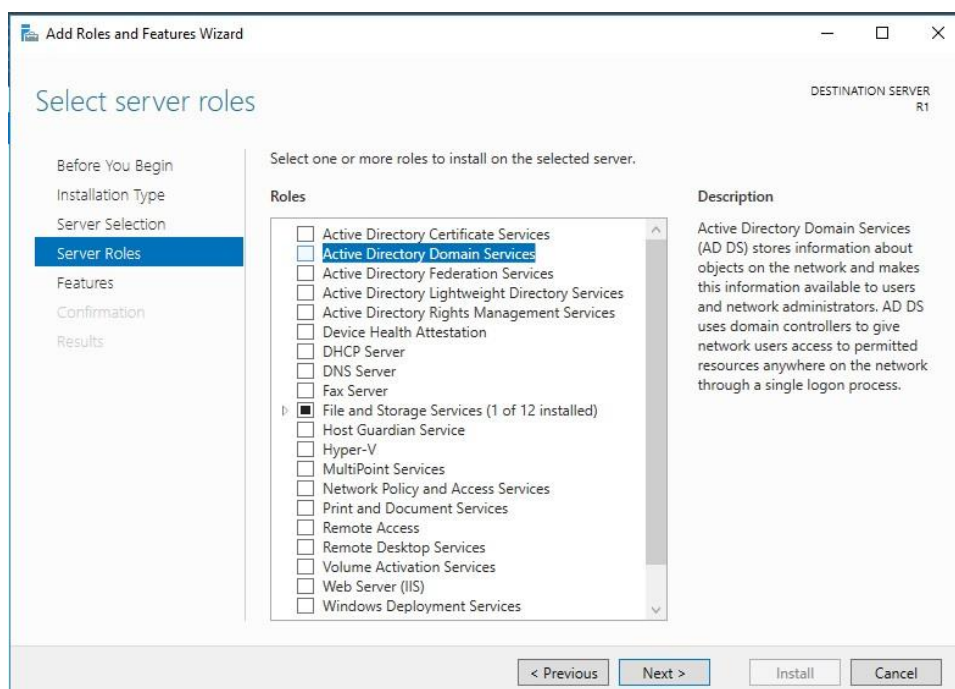 Add Roles and Features Wizard
Select server roles
DESTINATION SERVER
R1
Before You Begin
Installation Type
Server Selection
Server Roles
Features
Confirmation
Results
Select one or more roles to install on the selected server.
Roles
Active Directory Certificate Services
Active Directory Domain Services
Active Directory Federation Services
Active Directory Lightweight Directory Services
Active Directory Rights Management Services
Device Health Attestation
DHCP Server
DNS Server
Fax Server
File and Storage Services (1 of 12 installed)
Host Guardian Service
Hyper-V
MultiPoint Services
Network Policy and Access Services
Print and Document Services
Remote Access
Remote Desktop Services
Volume Activation Services
Web Server (IIS)
Windows Deployment Services
Description
Active Directory Domain Services
(AD DS) stores information about
objects on the network and makes
this information available to users
and network administrators. AD DS
uses domain controllers to give
network users access to permitted
resources anywhere on the network
through a single logon process.
< Previous
Next >
Install
Cancel